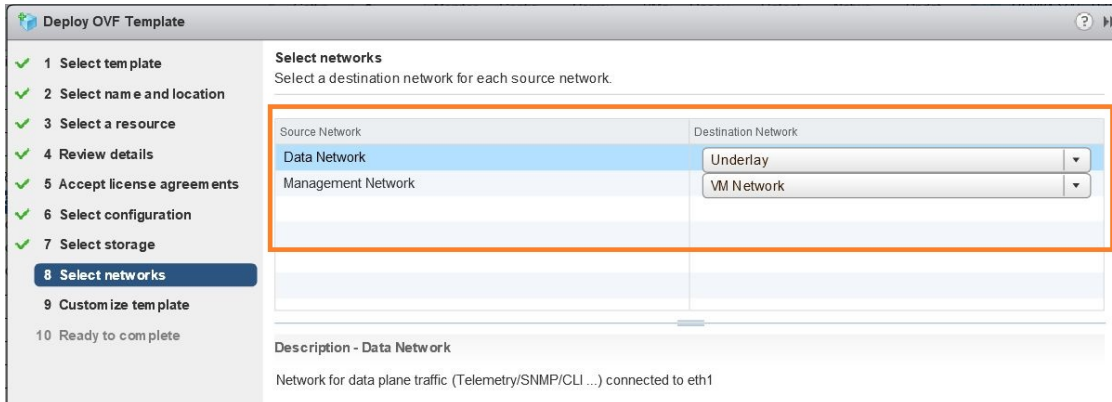 Deploy OVF Template
?
1 Select template
2 Select name and location
3 Select a resource
4 Review details
5 Accept license agreements
6 Select configuration
7 Select storage
8 Select networks
9 Customize template
10 Ready to complete
Select networks
Select a destination network for each source network.
Source Network Destination Network
Data Network Underlay
Management Network VM Network
Description - Data Network
Network for data plane traffic (Telemetry/SNMP/CLI ...) connected to eth1